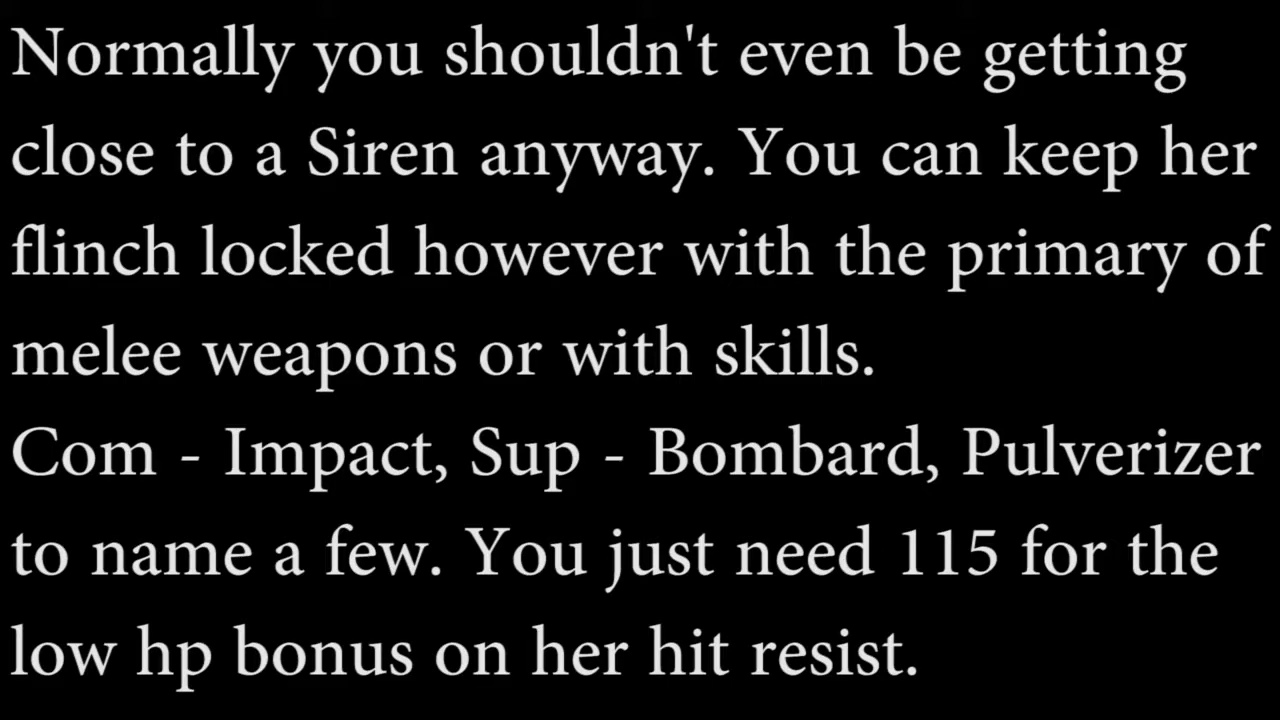 Normally you shouldn't even be getting
close to a Siren anyway. You can keep her
flinch locked however with the primary of
melee weapons or with skills.
Com - Impact, Sup - Bombard, Pulverizer
to name a few. You just need 115 for the
low hp bonus on her hit resist.